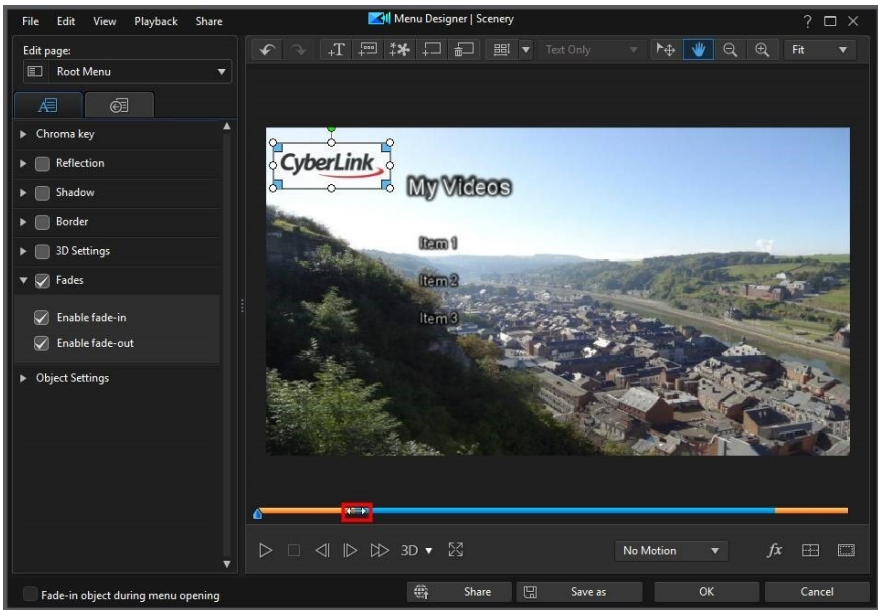 File Edit View Playback Share
Menu Designer | Scenery
Edit page:
Root Menu
T Text Only Fit
Chroma key
Reflection
Shadow
Border
3D Settings
Fades
Enable fade-in
Enable fade-out
Object Settings
CyberLink
My Videos
Item 1
Item 2
Item 3
3D No Motion fx
Fade-in object during menu opening
Share Save as OK Cancel